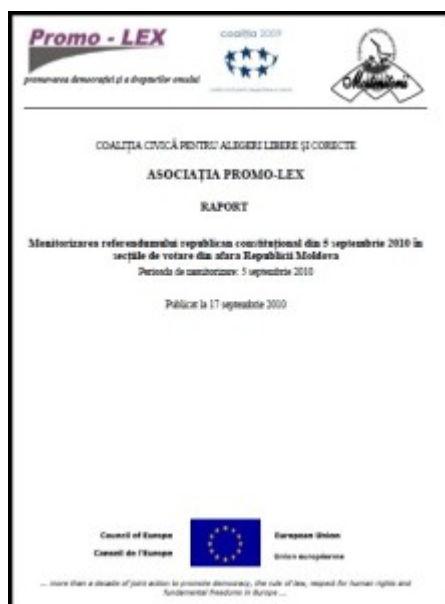 Promo - LEX
promovarea democrației și a drepturilor omului
coaliția 2009
COALIȚIA CIVICĂ PENTRU ALEGERI LIBERE ȘI CORECTE
ASOCIAȚIA PROMO-LEX
RAPORT
Monitorizarea referendumului republican constituțional din 5 septembrie 2010 în
secțiile de votare din afara Republicii Moldova
Perioada de monitorizare: 5 septembrie 2010
Publicat la 17 septembrie 2010
Council of Europe
Conseil de l'Europe
European Union
Union européenne
... more than a decade of joint action to promote democracy, the rule of law, respect for human rights and
fundamental freedoms in Europe ...